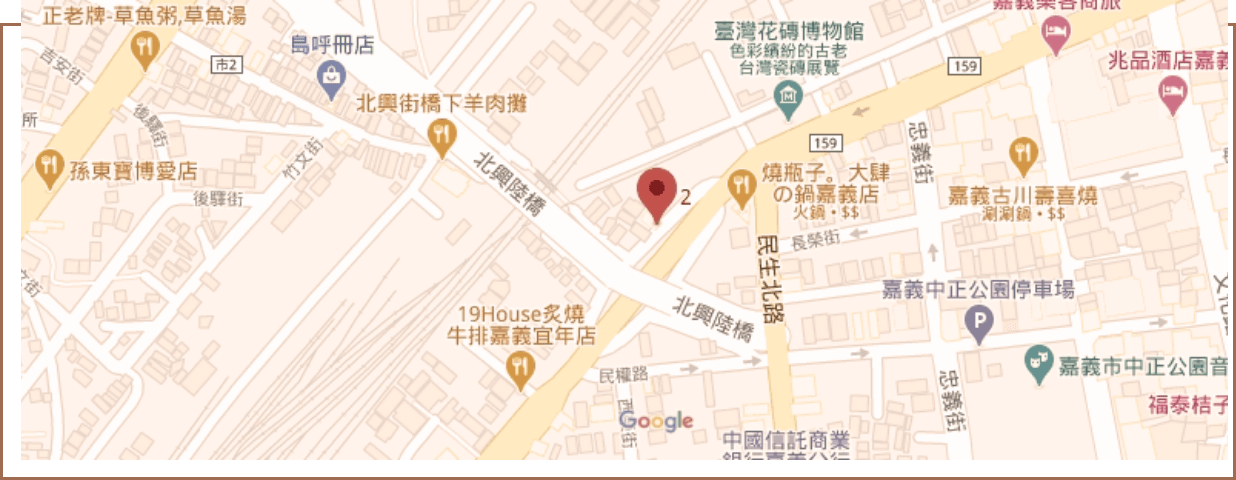 嘉義榮客商旅
正老牌-草魚粥,草魚湯
臺灣花磚博物館
色彩繽紛的古老
台灣瓷磚展覽
島呼冊店
市2
吉安街
159
兆品酒店嘉義
北興街橋下羊肉攤
後驛街
所
159
忠義街
竹文街
孫東寶博愛店
北興陸橋
燒瓶子。大肆
の鍋嘉義店
火鍋・$$
2
嘉義古川壽喜燒
涮涮鍋・$$
後驛街
長榮街
民生北路
嘉義中正公園停車場
P
北興陸橋
19House炙燒
牛排嘉義宜年店
民權路
嘉義市中正公園音
忠義街
福泰桔子
Google
中國信託商業
銀行嘉義分行